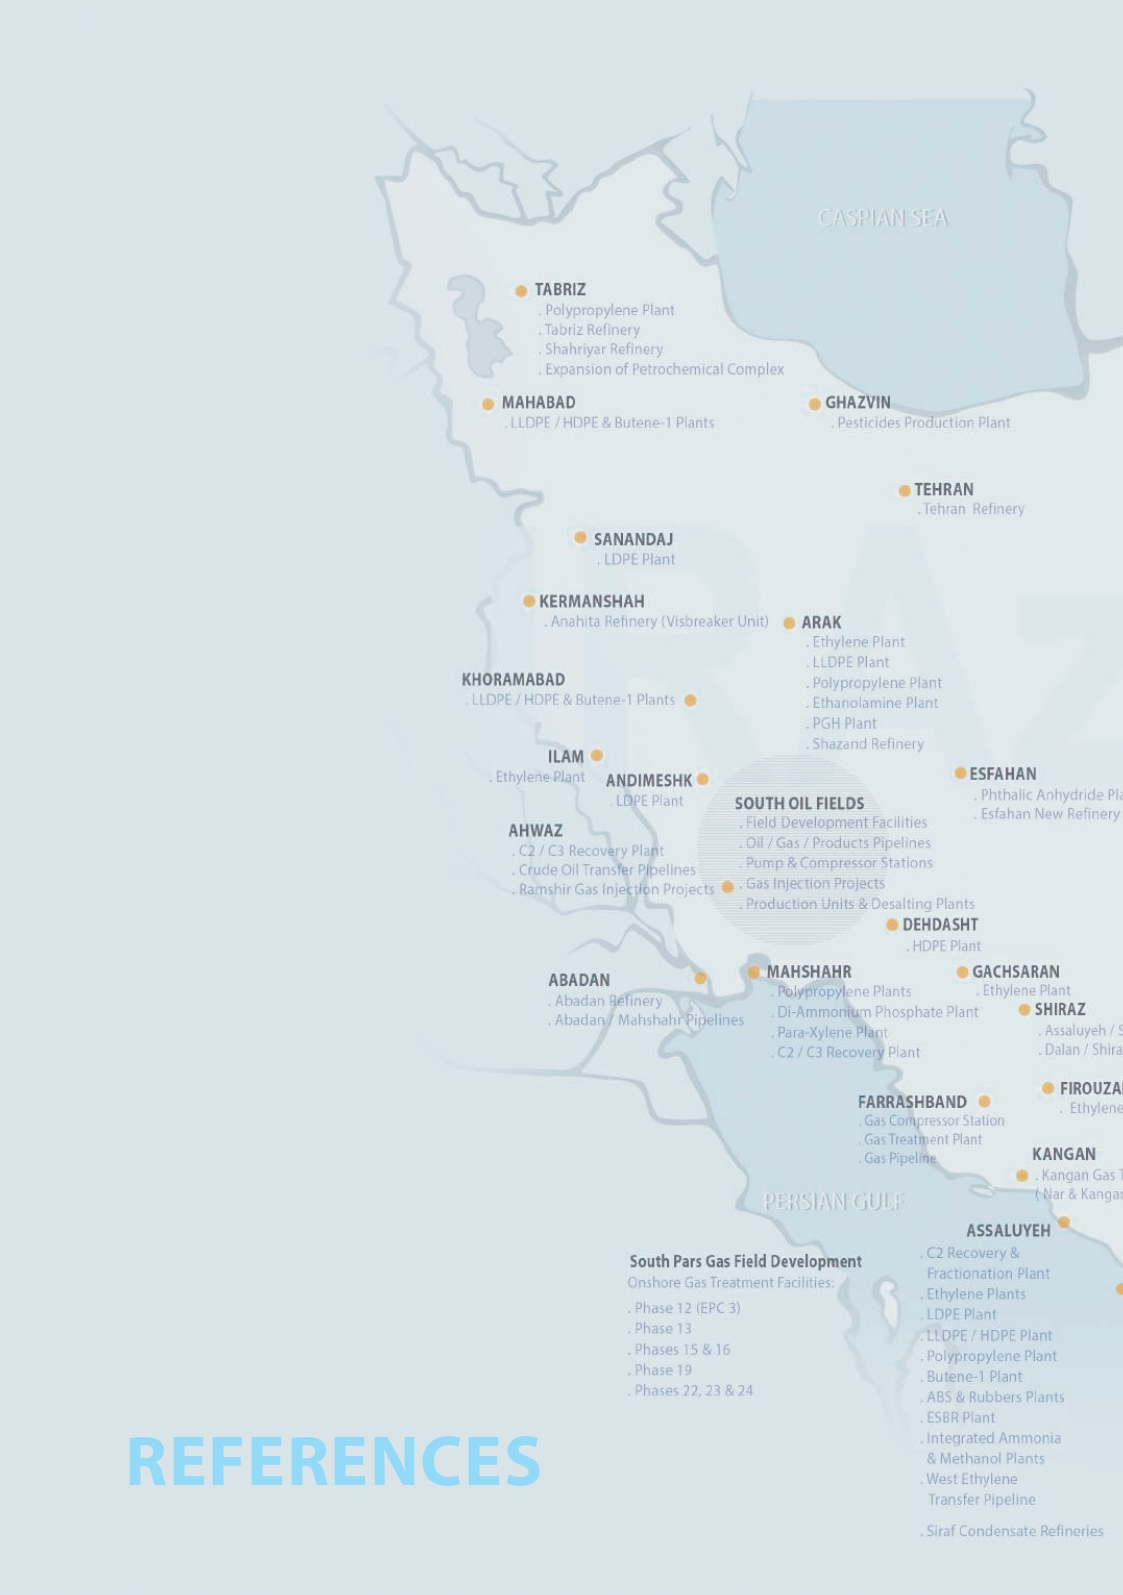 CASPIAN SEA
TABRIZ
. Polypropylene Plant
. Tabriz Refinery
. Shahriyar Refinery
. Expansion of Petrochemical Complex
MAHABAD
. LLDPE / HDPE & Butene-1 Plants
GHAZVIN
. Pesticides Production Plant
TEHRAN
. Tehran Refinery
SANANDAJ
. LDPE Plant
KERMANSHAH
. Anahita Refinery (Visbreaker Unit)
ARAK
. Ethylene Plant
. LLDPE Plant
. Polypropylene Plant
. Ethanolamine Plant
. PGH Plant
. Shazand Refinery
KHORAMABAD
. LLDPE / HDPE & Butene-1 Plants
ILAM
. Ethylene Plant
ANDIMESHK
. LDPE Plant
ESFAHAN
. Phthalic Anhydride Pla
. Esfahan New Refinery
SOUTH OIL FIELDS
. Field Development Facilities
. Oil / Gas / Products Pipelines
. Pump & Compressor Stations
. Gas Injection Projects
. Production Units & Desalting Plants
AHWAZ
. C2 / C3 Recovery Plant
. Crude Oil Transfer Pipelines
. Ramshir Gas Injection Projects
DEHDASHT
. HDPE Plant
ABADAN
. Abadan Refinery
. Abadan / Mahshahr Pipelines
MAHSHAHR
. Polypropylene Plants
. Di-Ammonium Phosphate Plant
. Para-Xylene Plant
. C2 / C3 Recovery Plant
GACHSARAN
. Ethylene Plant
SHIRAZ
. Assaluyeh / S
. Dalan / Shira
FIROUZA
. Ethylene
FARRASHBAND
. Gas Compressor Station
. Gas Treatment Plant
. Gas Pipeline
KANGAN
. Kangan Gas T
( Nar & Kangan
PERSIAN GULF
ASSALUYEH
. C2 Recovery &
Fractionation Plant
. Ethylene Plants
. LDPE Plant
. LLDPE / HDPE Plant
. Polypropylene Plant
. Butene-1 Plant
. ABS & Rubbers Plants
. ESBR Plant
. Integrated Ammonia
& Methanol Plants
. West Ethylene
Transfer Pipeline
. Siraf Condensate Refineries
South Pars Gas Field Development
Onshore Gas Treatment Facilities:
. Phase 12 (EPC 3)
. Phase 13
. Phases 15 & 16
. Phase 19
. Phases 22, 23 & 24
REFERENCES